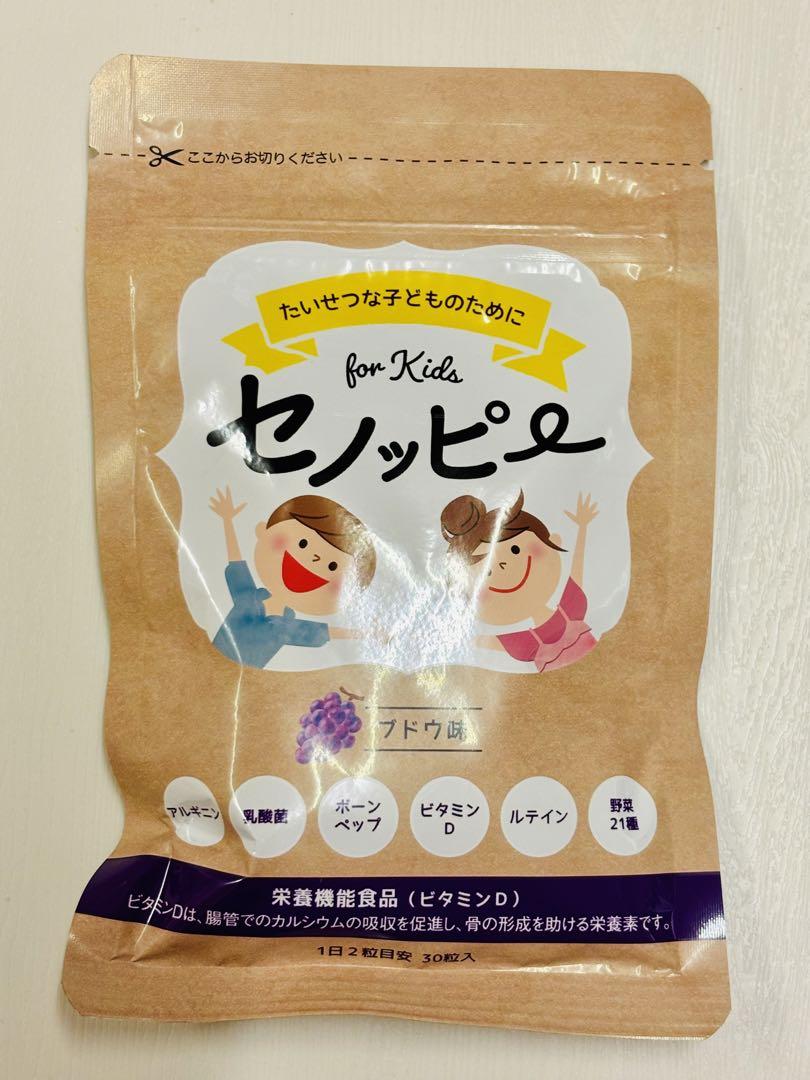 ここからお切りください
たいせつな子どものために
for Kids
セノッピー
ブドウ味
アルギニン
乳酸菌
ボーン
ペップ
ビタミン
D
ルテイン
野菜
21種
栄養機能食品(ビタミンD)
ビタミンDは、腸管でのカルシウムの吸収を促進し、骨の形成を助ける栄養素です。
1日2粒目安 30粒入